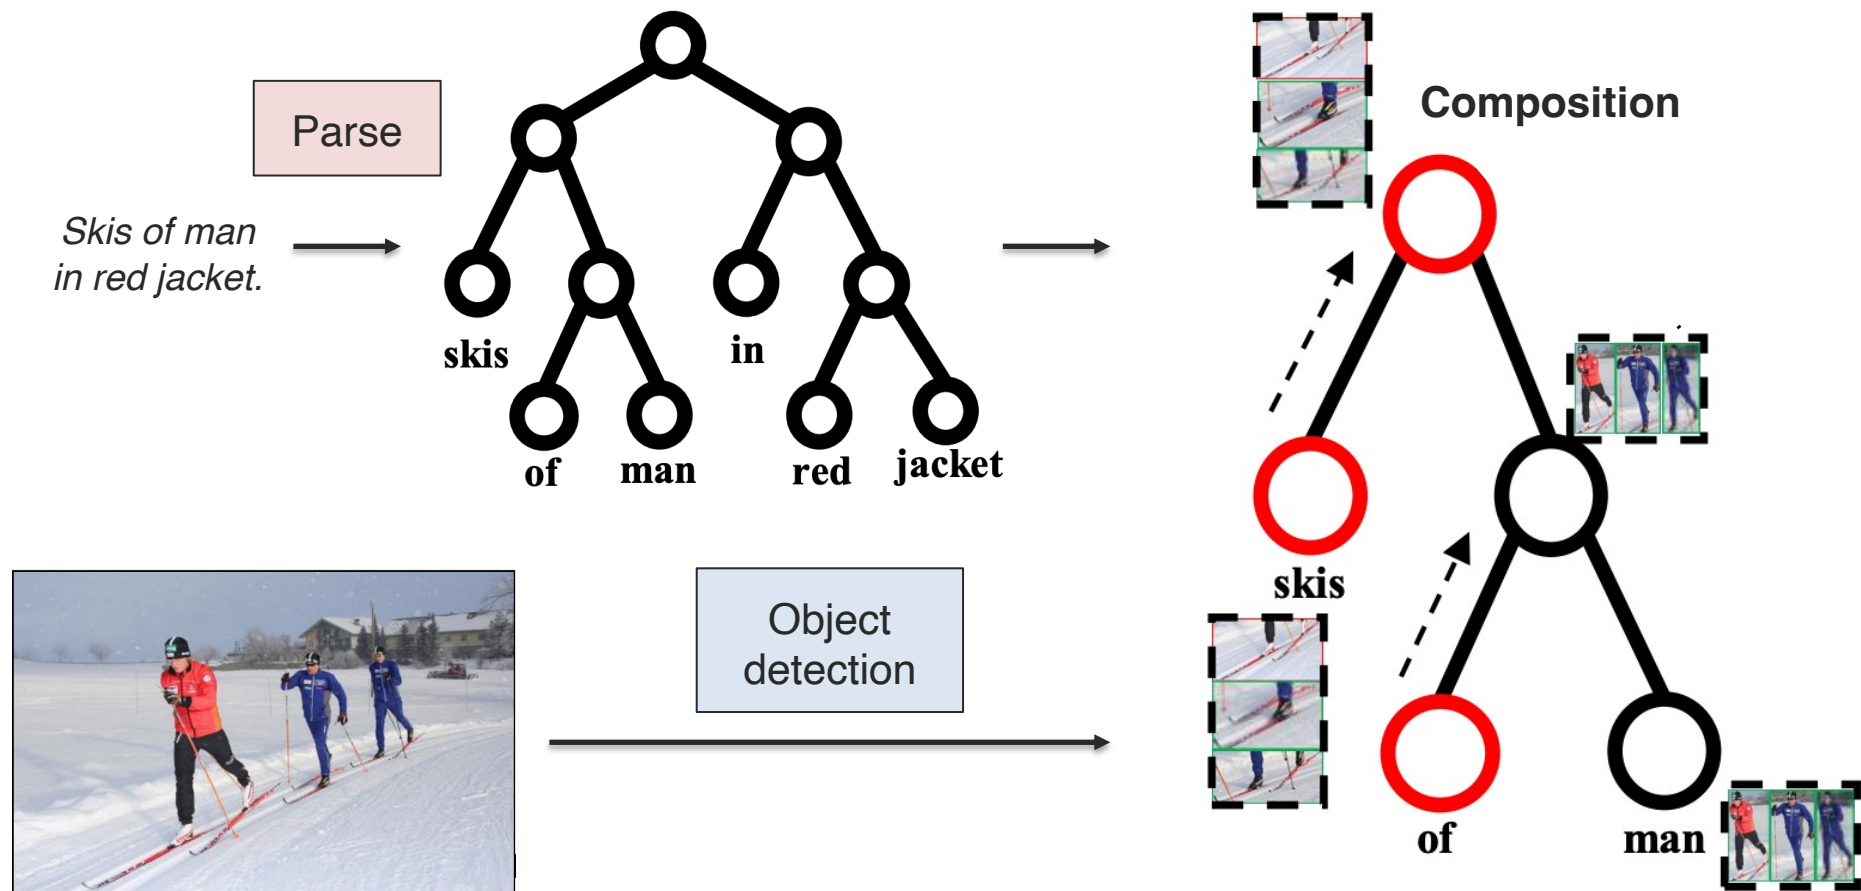 Parse
Composition
Skis of man
in red jacket.
skis
in
of
man
red
jacket
Object
detection
skis
of
man